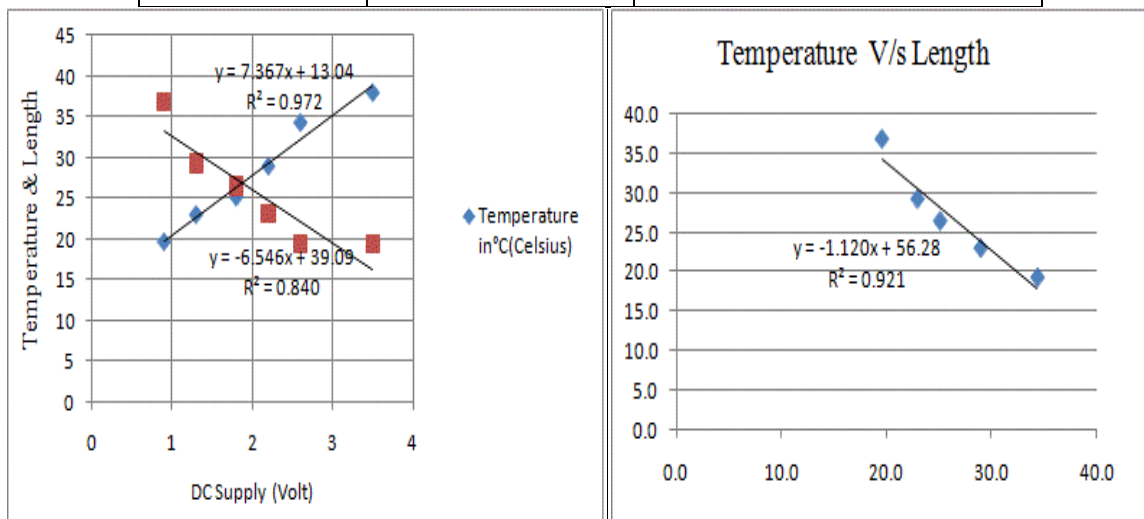 45
40
35
30
25
20
15
10
5
0
0 1 2 3 4
Temperature & Length
DC Supply (Volt)
y = 7.367x + 13.04
R² = 0.972
y = -6.546x + 39.09
R² = 0.840
Temperature
in°C(Celsius)
Temperature V/s Length
40.0
35.0
30.0
25.0
20.0
15.0
10.0
5.0
0.0
0.0 10.0 20.0 30.0 40.0
y = -1.120x + 56.28
R² = 0.921